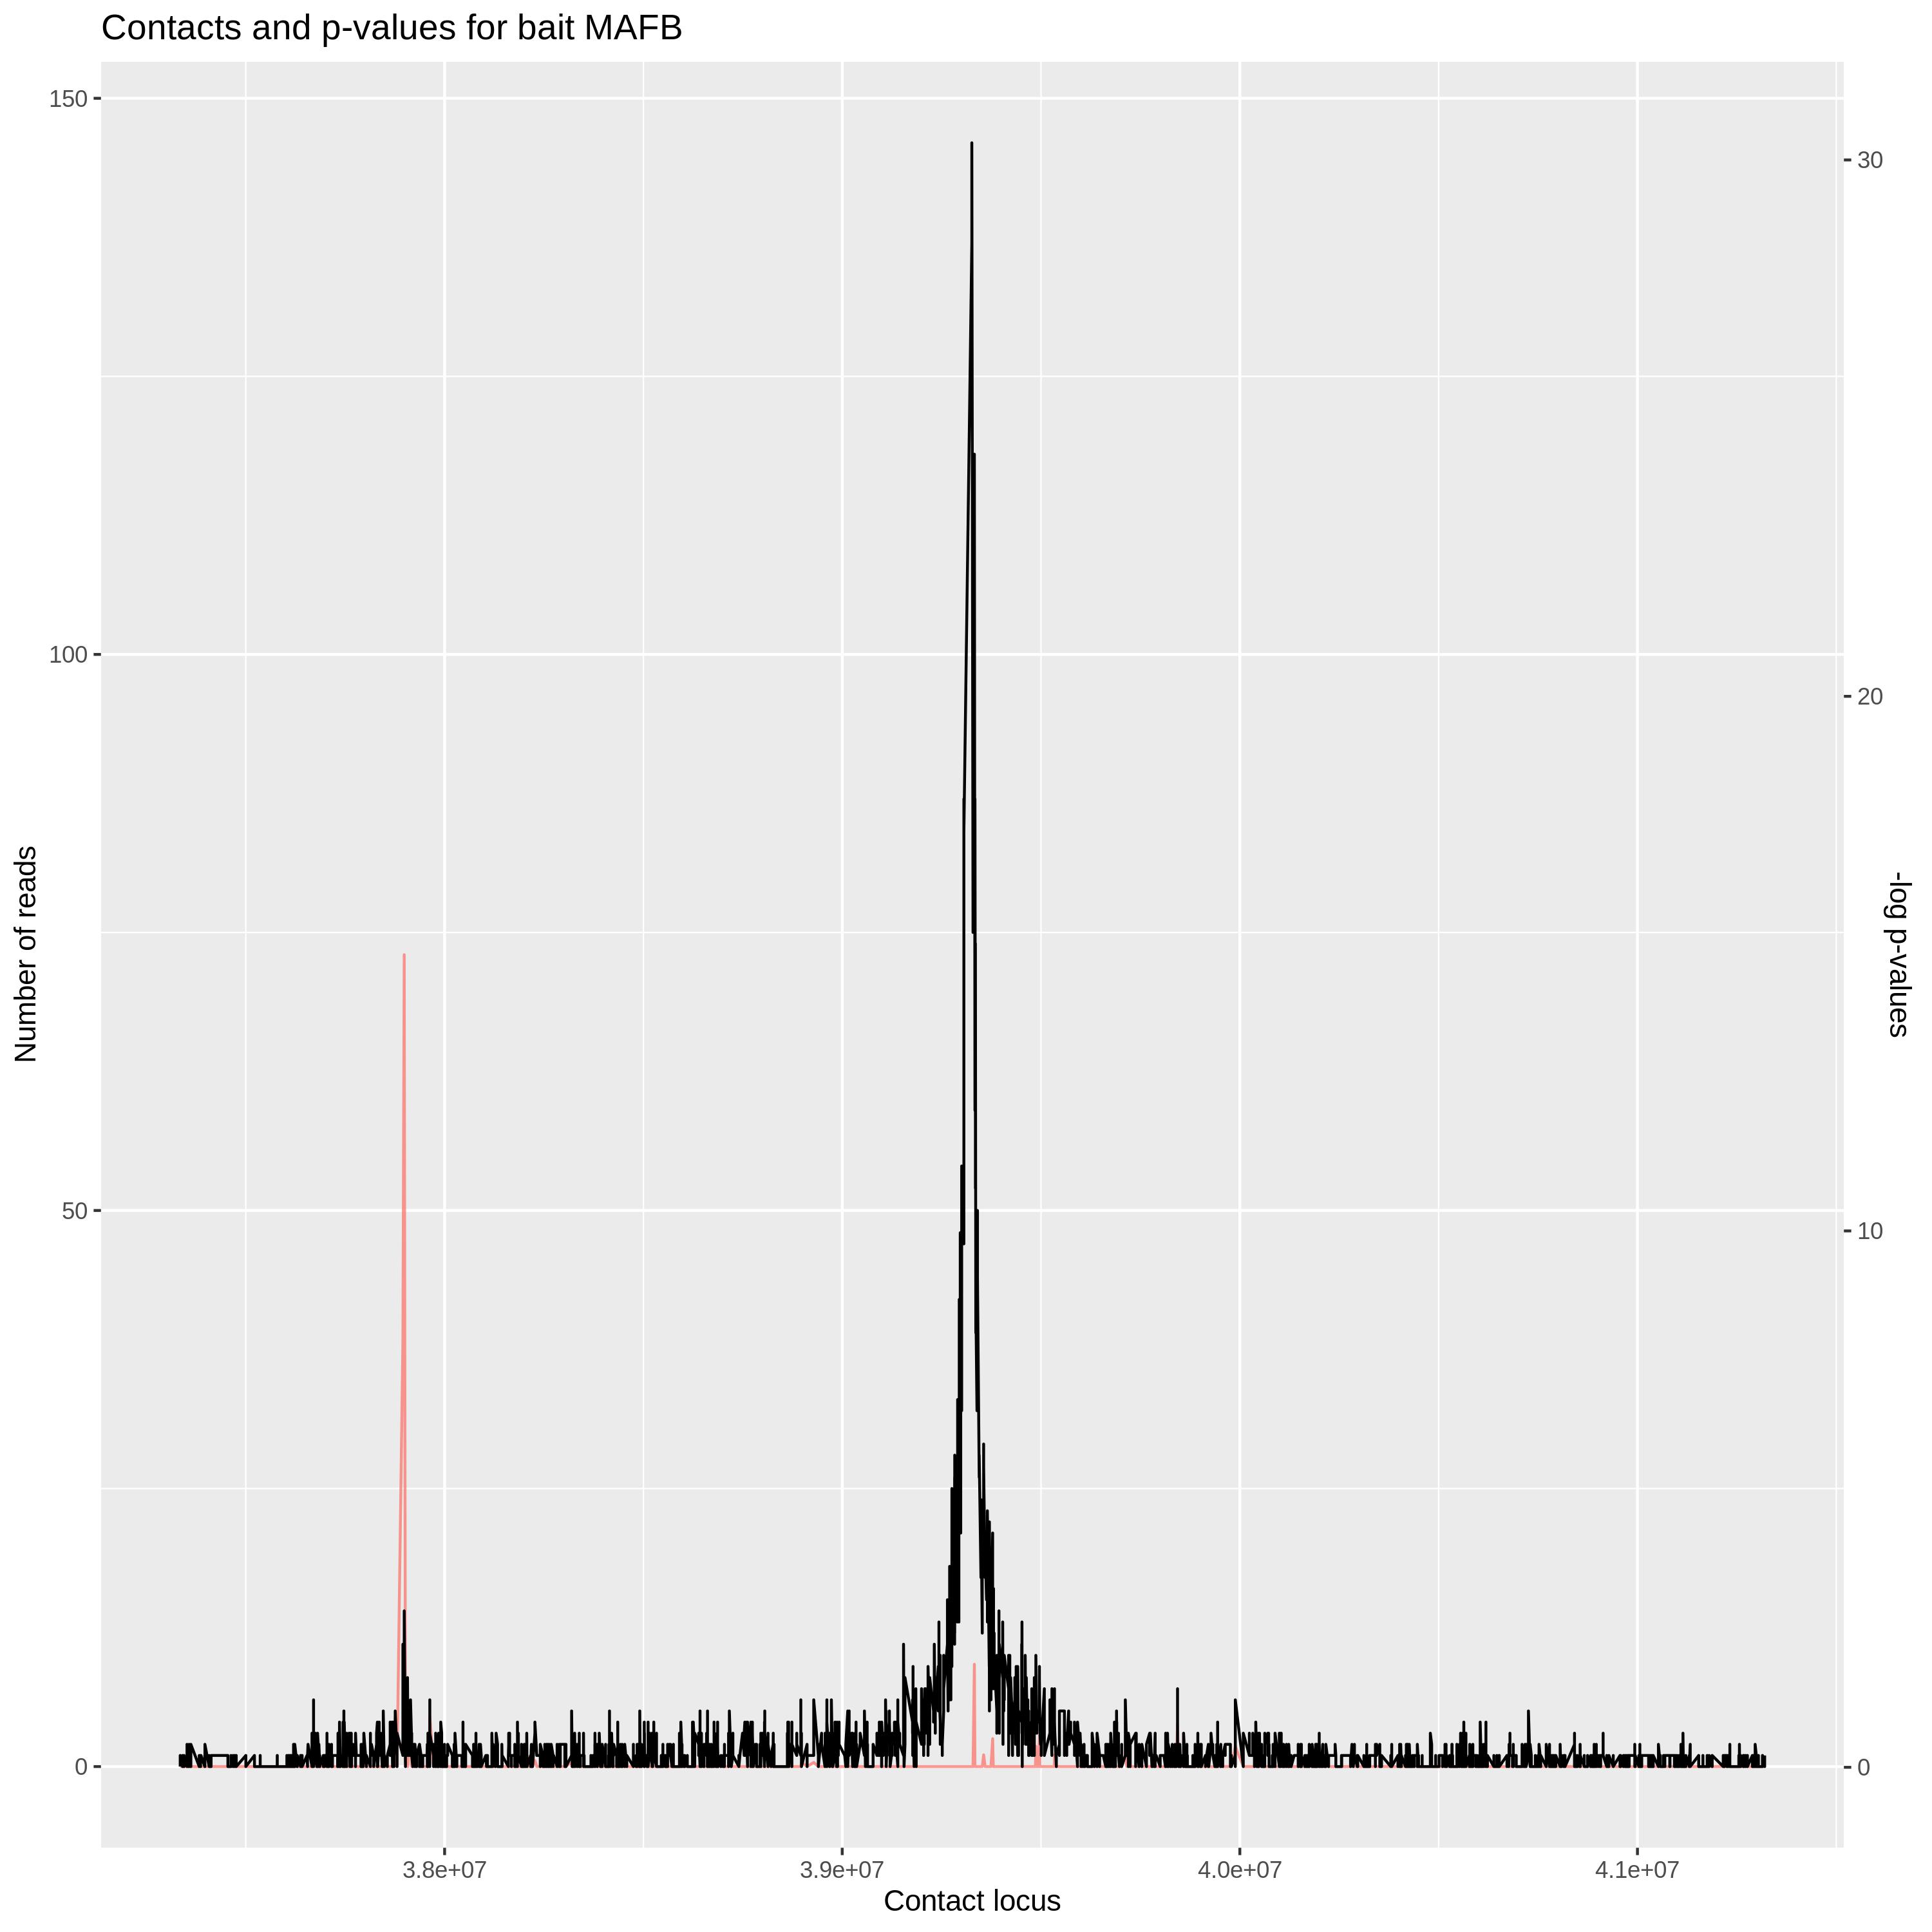 Contacts and p-values for bait MAFB
150
100
50
0
Number of reads
30
20
10
0
-log p-values
3.8e+07
3.9e+07
4.0e+07
4.1e+07
Contact locus